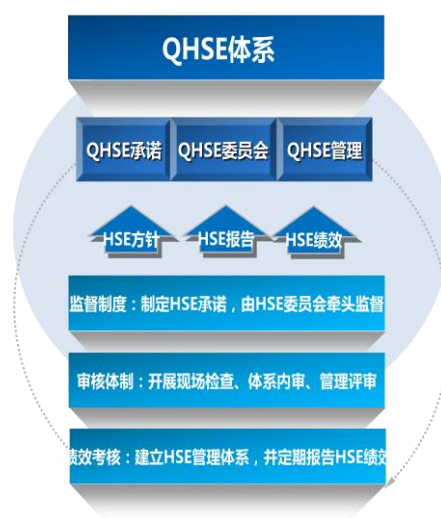 QHSE体系
QHSE承诺 QHSE委员会 QHSE管理
HSE方针 HSE报告 HSE绩效
监督制度：制定HSE承诺，由HSE委员会牵头监督
审核体制：开展现场检查、体系内审、管理评审
绩效考核：建立HSE管理体系，并定期报告HSE绩效